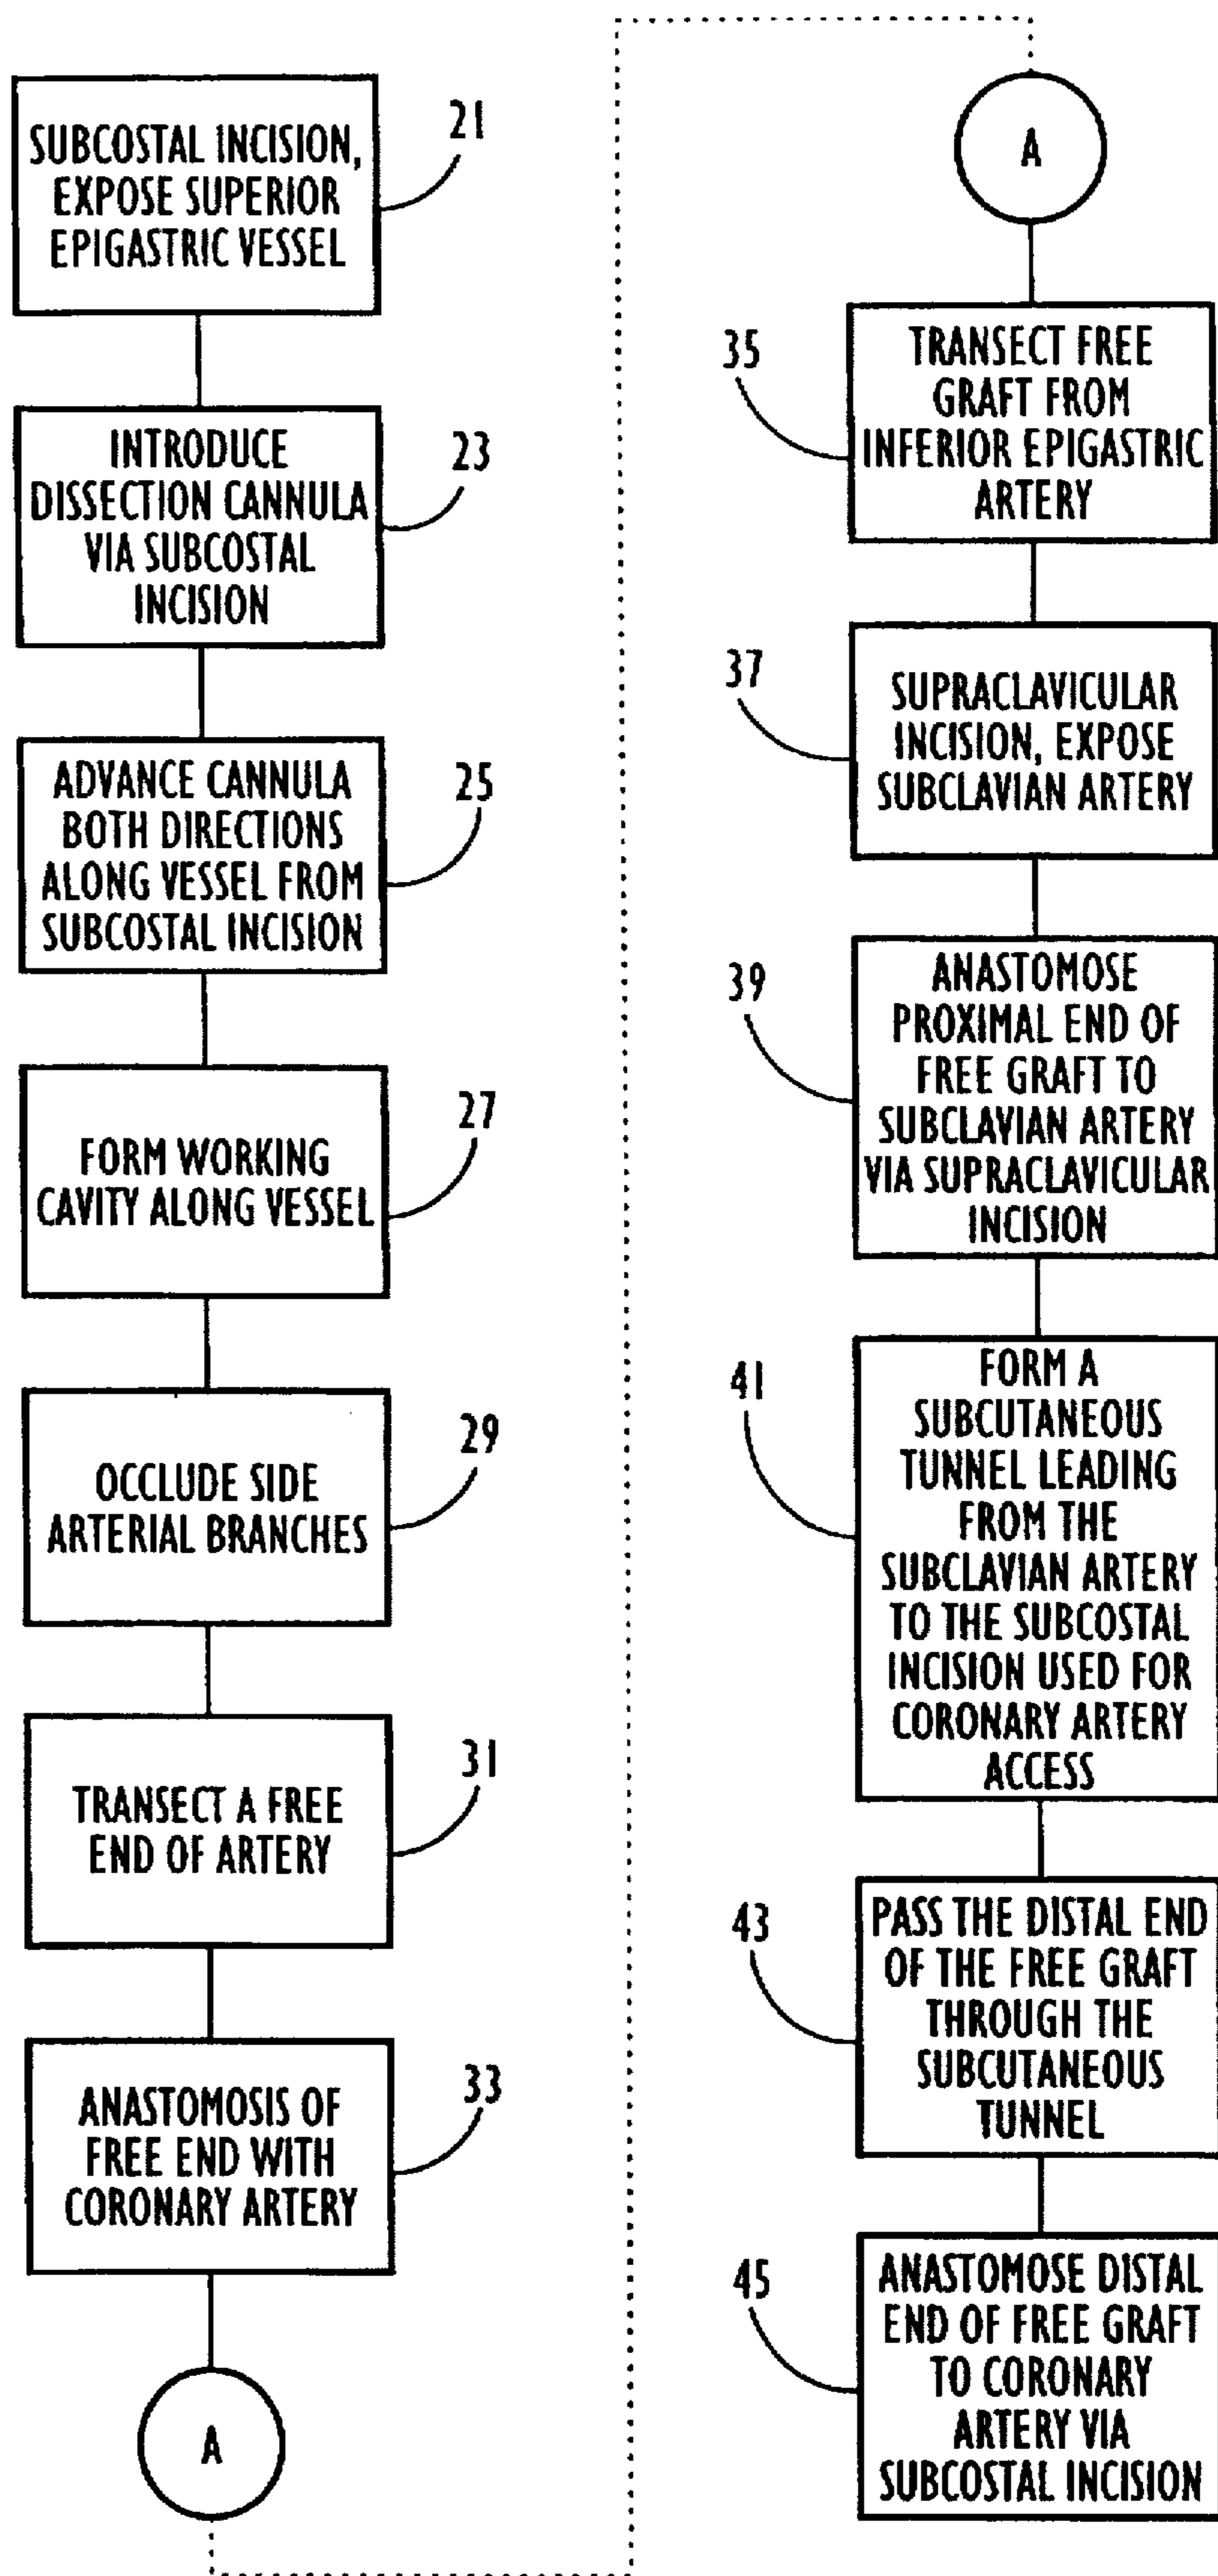 SUBCOSTAL INCISION,
EXPOSE SUPERIOR
EPIGASTRIC VESSEL
21
INTRODUCE
DISSECTION CANNULA
VIA SUBCOSTAL
INCISION
23
ADVANCE CANNULA
BOTH DIRECTIONS
ALONG VESSEL FROM
SUBCOSTAL INCISION
25
FORM WORKING
CAVITY ALONG VESSEL
27
OCCLUDE SIDE
ARTERIAL BRANCHES
29
TRANSECT A FREE
END OF ARTERY
31
ANASTOMOSIS OF
FREE END WITH
CORONARY ARTERY
33
A
A
35
TRANSECT FREE
GRAFT FROM
INFERIOR EPIGASTRIC
ARTERY
37
SUPRACLAVICULAR
INCISION, EXPOSE
SUBCLAVIAN ARTERY
39
ANASTOMOSE
PROXIMAL END OF
FREE GRAFT TO
SUBCLAVIAN ARTERY
VIA SUPRACLAVICULAR
INCISION
41
FORM A
SUBCUTANEOUS
TUNNEL LEADING
FROM THE
SUBCLAVIAN ARTERY
TO THE SUBCOSTAL
INCISION USED FOR
CORONARY ARTERY
ACCESS
43
PASS THE DISTAL END
OF THE FREE GRAFT
THROUGH THE
SUBCUTANEOUS
TUNNEL
45
ANASTOMOSE DISTAL
END OF FREE GRAFT
TO CORONARY
ARTERY VIA
SUBCOSTAL INCISION